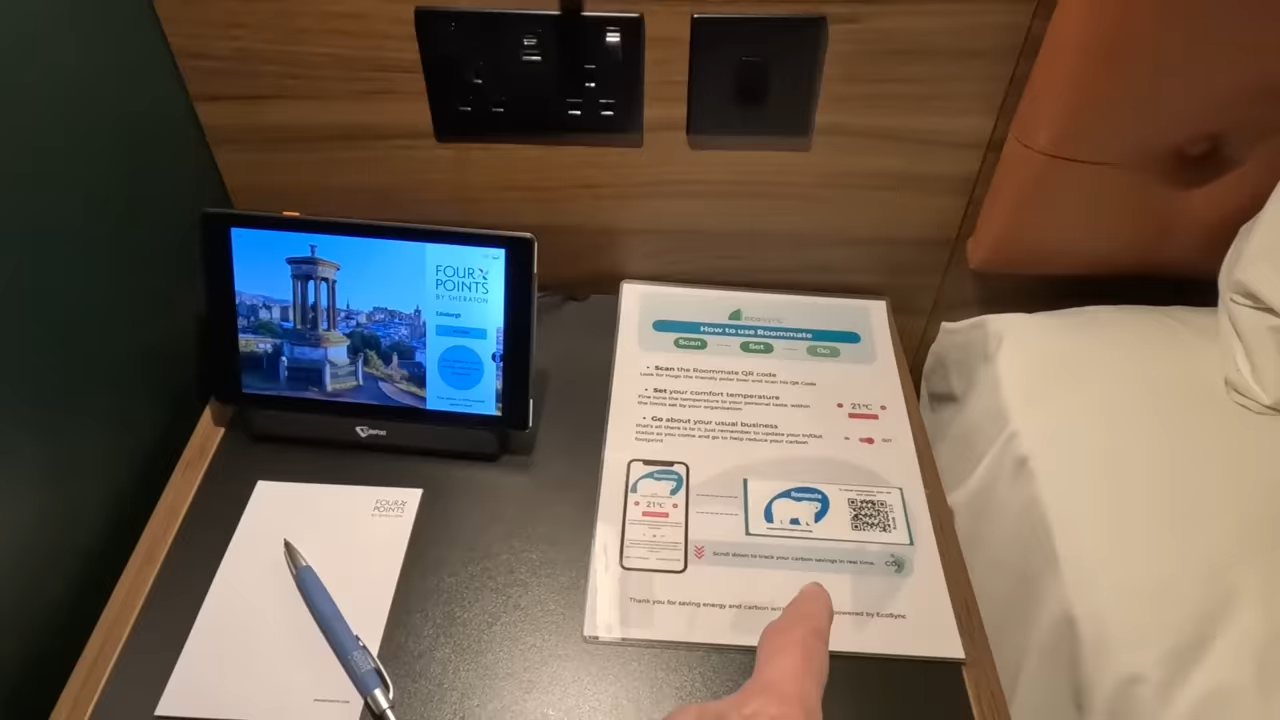 FOUR
POINTS
BY SHERATON
Edinburgh
FOUR
POINTS
BY SHERATON
ecosync
How to use Roommate
Scan
Set
Go
• Scan the Roommate QR code
Look for Hugo the friendly polar bear and scan his QR Code
• Set your comfort temperature
Fine tune the temperature to your personal taste, within
the limits set by your organisation
21°C
• Go about your usual business
that's all there is to it, just remember to update your In/Out
status as you come and go to help reduce your carbon
footprint
IN
OUT
Roommate
21°C
Roommate
Scroll down to track your carbon savings in real time.
CO₂
Thank you for saving energy and carbon with
powered by EcoSync